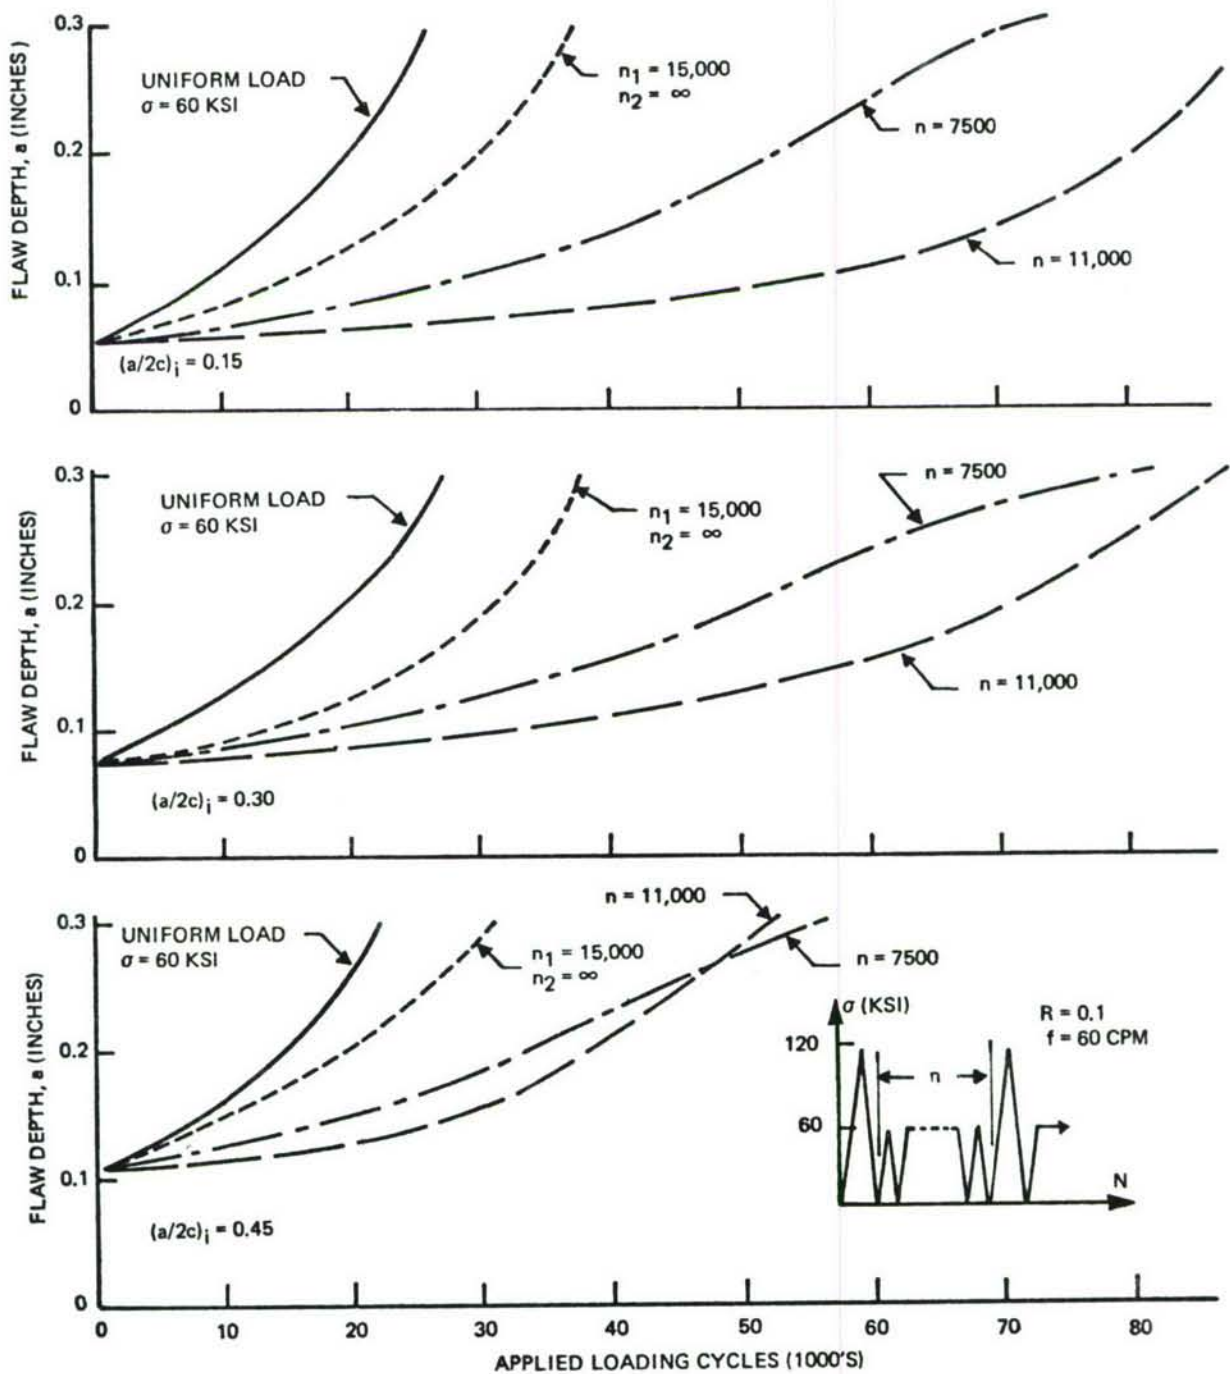 0.3
0.2
0.1
0
FLAW DEPTH, a (INCHES)
UNIFORM LOAD
σ = 60 KSI
n1 = 15,000
n2 = ∞
n = 7500
n = 11,000
(a/2c)i = 0.15
0.3
0.2
0.1
0
FLAW DEPTH, a (INCHES)
UNIFORM LOAD
σ = 60 KSI
n1 = 15,000
n2 = ∞
n = 7500
n = 11,000
(a/2c)i = 0.30
0.3
0.2
0.1
0
FLAW DEPTH, a (INCHES)
UNIFORM LOAD
σ = 60 KSI
n1 = 15,000
n2 = ∞
n = 11,000
n = 7500
(a/2c)i = 0.45
σ (KSI)
R = 0.1
f = 60 CPM
120
60
n
N
0 10 20 30 40 50 60 70 80
APPLIED LOADING CYCLES (1000'S)